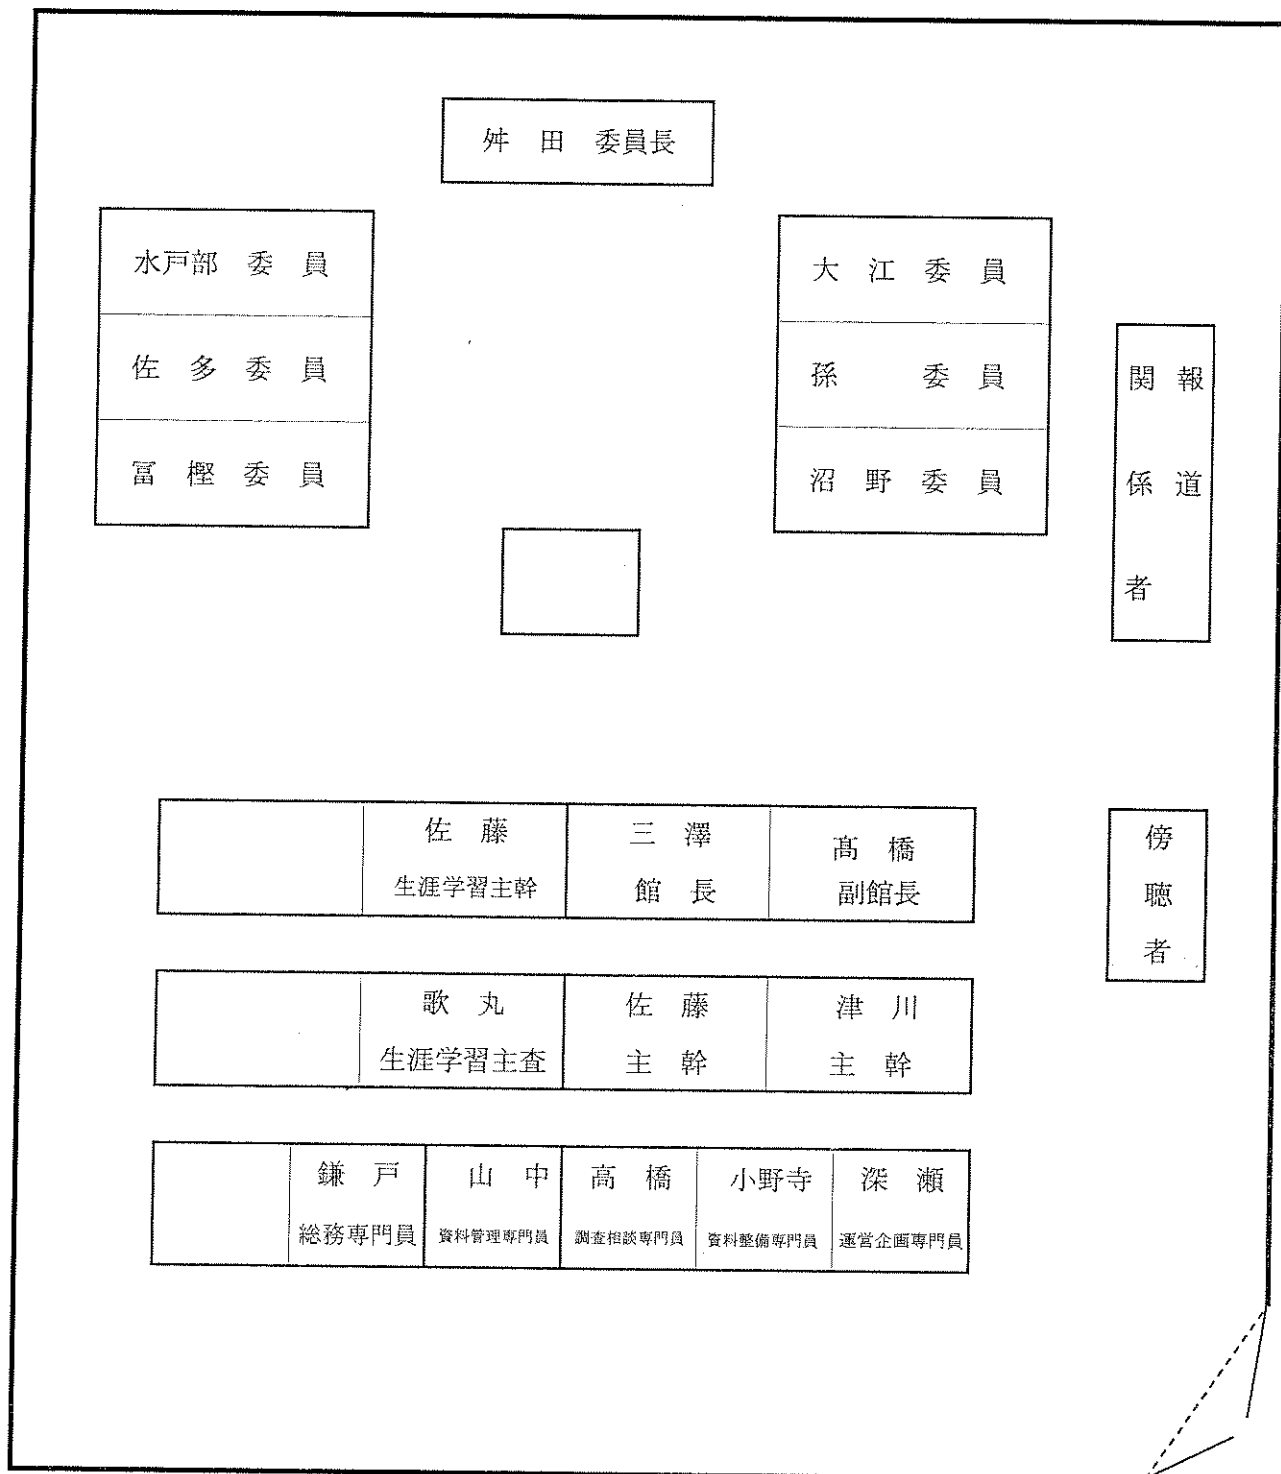 舛　田　委員長
水戸部　委　員
佐　多　委　員
冨　樫　委　員
大　江　委　員
孫　　　委　員
沼　野　委　員
報道
関係者
佐　藤
生涯学習主幹
三　澤
館　長
髙　橋
副館長
傍聴者
歌　丸
生涯学習主査
佐　藤
主　幹
津　川
主　幹
鎌　戸
総務専門員
山　中
資料管理専門員
高　橋
調査相談専門員
小野寺
資料整備専門員
深　瀬
運営企画専門員